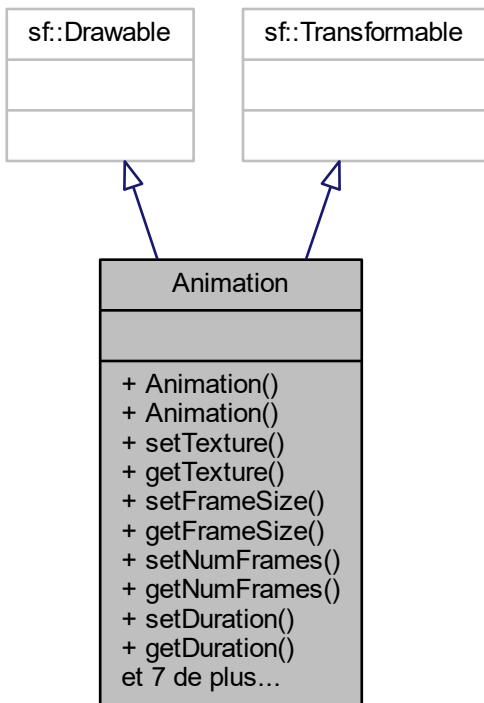 sf::Drawable
sf::Transformable
Animation
+ Animation()
+ Animation()
+ setTexture()
+ getTexture()
+ setFrameSize()
+ getFrameSize()
+ setNumFrames()
+ getNumFrames()
+ setDuration()
+ getDuration()
et 7 de plus...